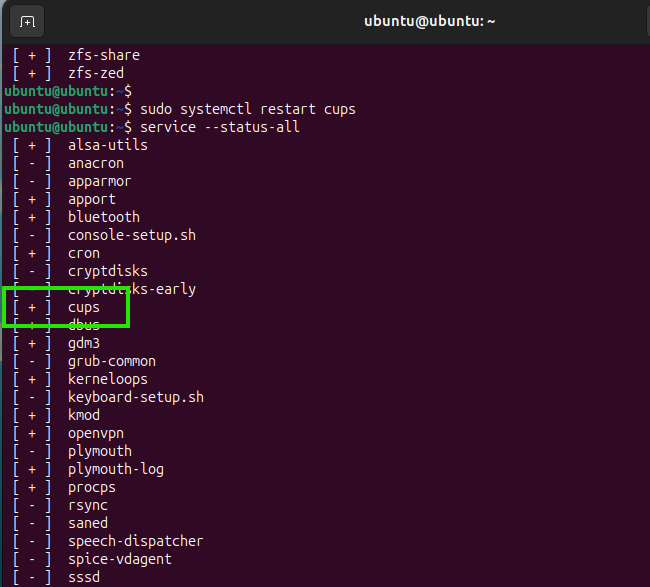 ubuntu@ubuntu: ~
[ + ]  zfs-share
[ + ]  zfs-zed
ubuntu@ubuntu:~$
ubuntu@ubuntu:~$ sudo systemctl restart cups
ubuntu@ubuntu:~$ service --status-all
[ + ]  alsa-utils
[ - ]  anacron
[ - ]  apparmor
[ + ]  apport
[ + ]  bluetooth
[ - ]  console-setup.sh
[ + ]  cron
[ - ]  cryptdisks
[ - ]  cryptdisks-early
[ + ]  cups
[ + ]  dbus
[ + ]  gdm3
[ - ]  grub-common
[ + ]  kerneloops
[ - ]  keyboard-setup.sh
[ + ]  kmod
[ + ]  openvpn
[ - ]  plymouth
[ + ]  plymouth-log
[ + ]  procps
[ - ]  rsync
[ - ]  saned
[ - ]  speech-dispatcher
[ - ]  spice-vdagent
[ - ]  sssd